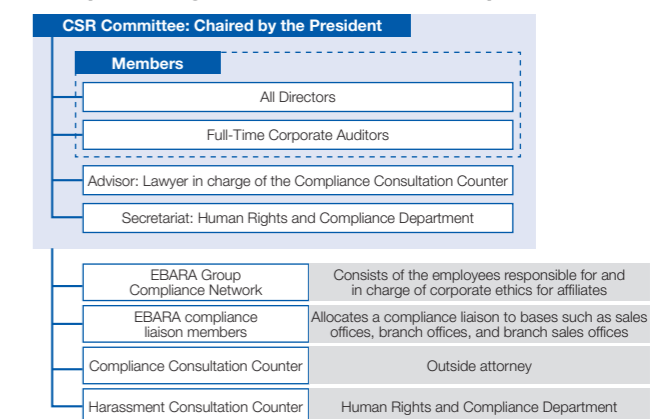 CSR Committee: Chaired by the President
Members
All Directors
Full-Time Corporate Auditors
Advisor: Lawyer in charge of the Compliance Consultation Counter
Secretariat: Human Rights and Compliance Department
EBARA Group
Compliance Network
Consists of the employees responsible for and
in charge of corporate ethics for affiliates
EBARA compliance
liaison members
Allocates a compliance liaison to bases such as sales
offices, branch offices, and branch sales offices
Compliance Consultation Counter
Outside attorney
Harassment Consultation Counter
Human Rights and Compliance Department